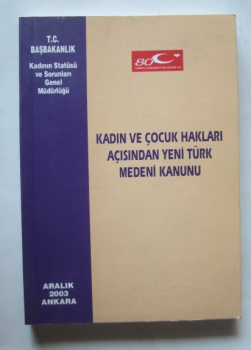 T.C.
BAŞBAKANLIK
Kadının Statüsü
ve Sorunları
Genel
Müdürlüğü
80
KADIN VE ÇOCUK HAKLARI
AÇISINDAN YENİ TÜRK
MEDENİ KANUNU
ARALIK
2003
ANKARA